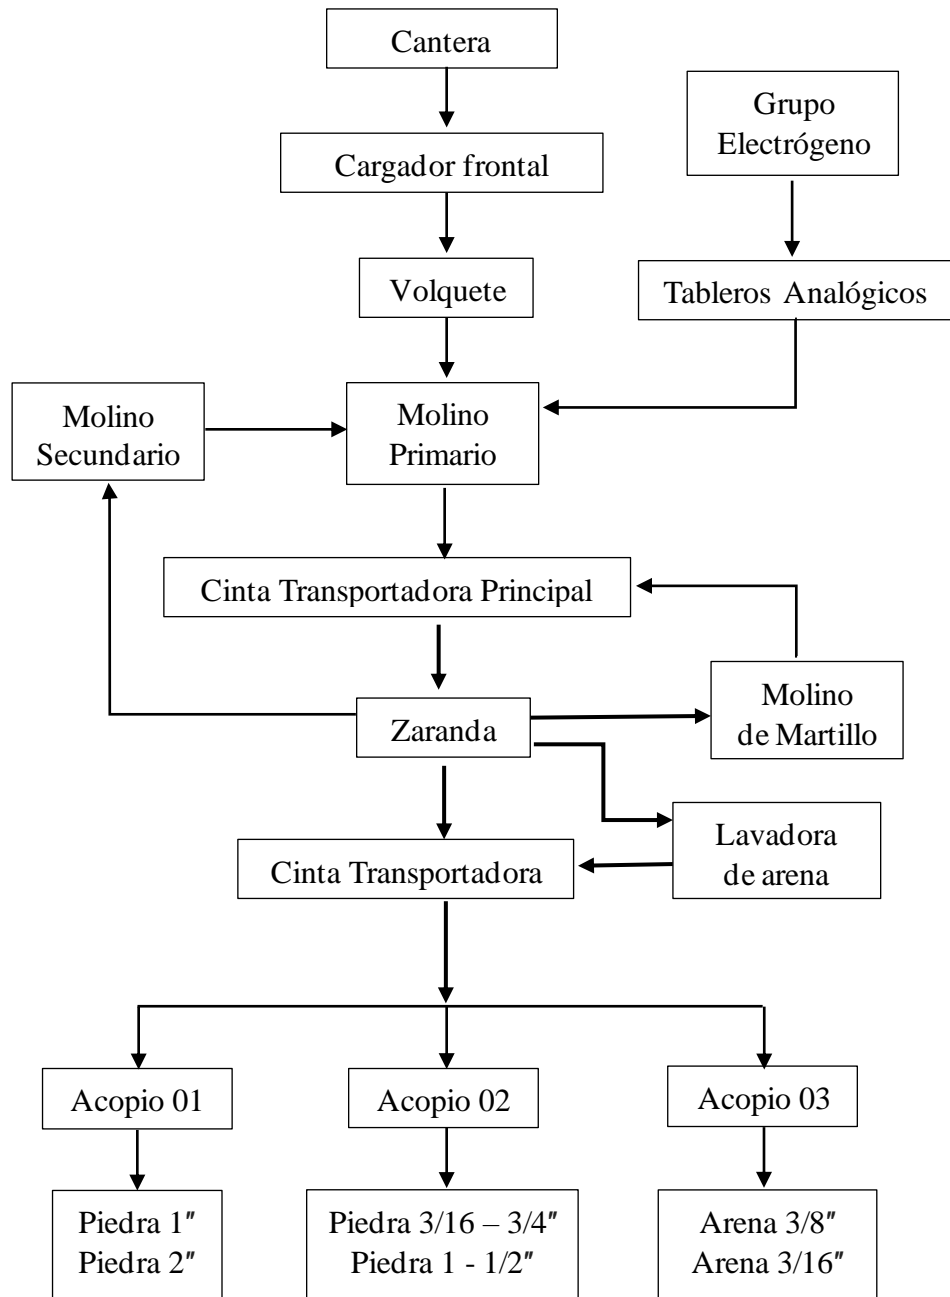 Cantera
Grupo
Electrógeno
Cargador frontal
Volquete
Tableros Analógicos
Molino
Secundario
Molino
Primario
Cinta Transportadora Principal
Zaranda
Molino
de Martillo
Lavadora
de arena
Cinta Transportadora
Acopio 01
Acopio 02
Acopio 03
Piedra 1″
Piedra 2″
Piedra 3/16 – 3/4″
Piedra 1 - 1/2″
Arena 3/8″
Arena 3/16″